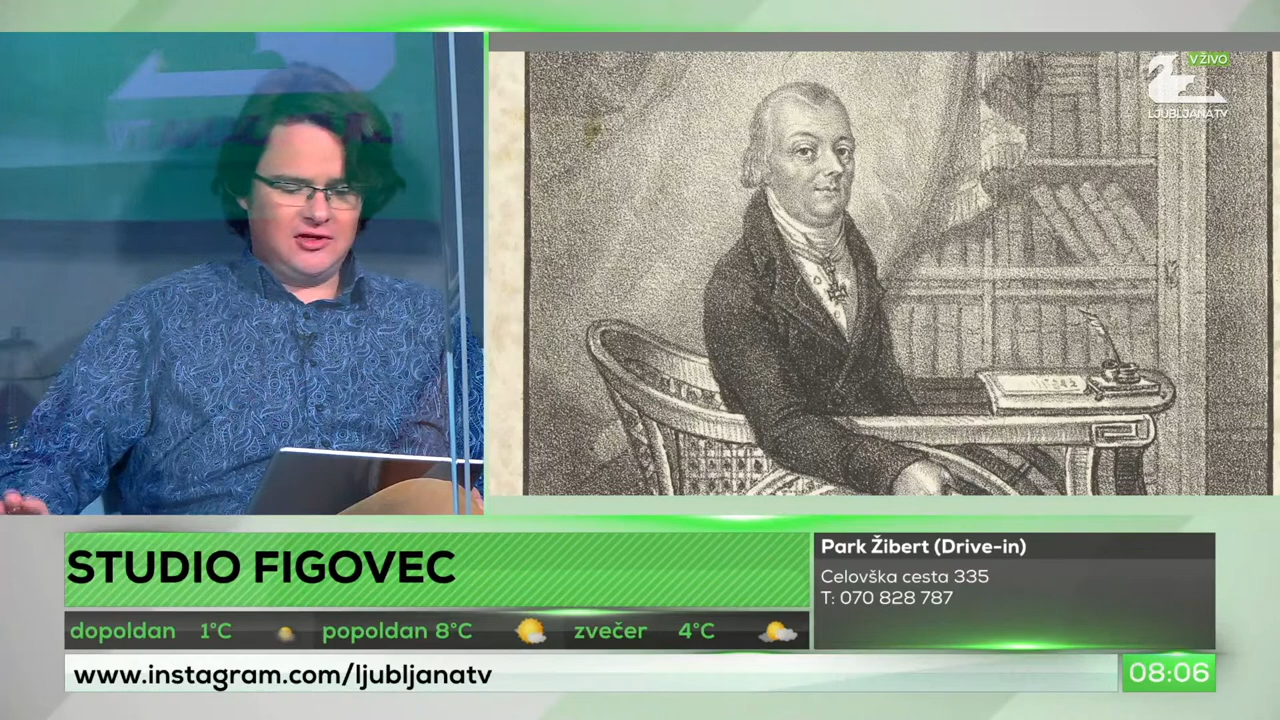 V ŽIVO
LJUBLJANATV
STUDIO FIGOVEC
Park Žibert (Drive-in)
Celovška cesta 335
T: 070 828 787
dopoldan 1°C popoldan 8°C zvečer 4°C
www.instagram.com/ljubljanatv
08:06